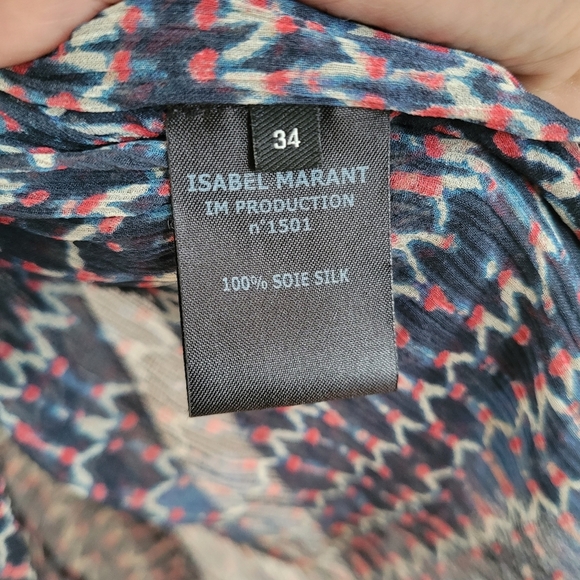 34
ISABEL MARANT
IM PRODUCTION
n°1501
100% SOIE SILK